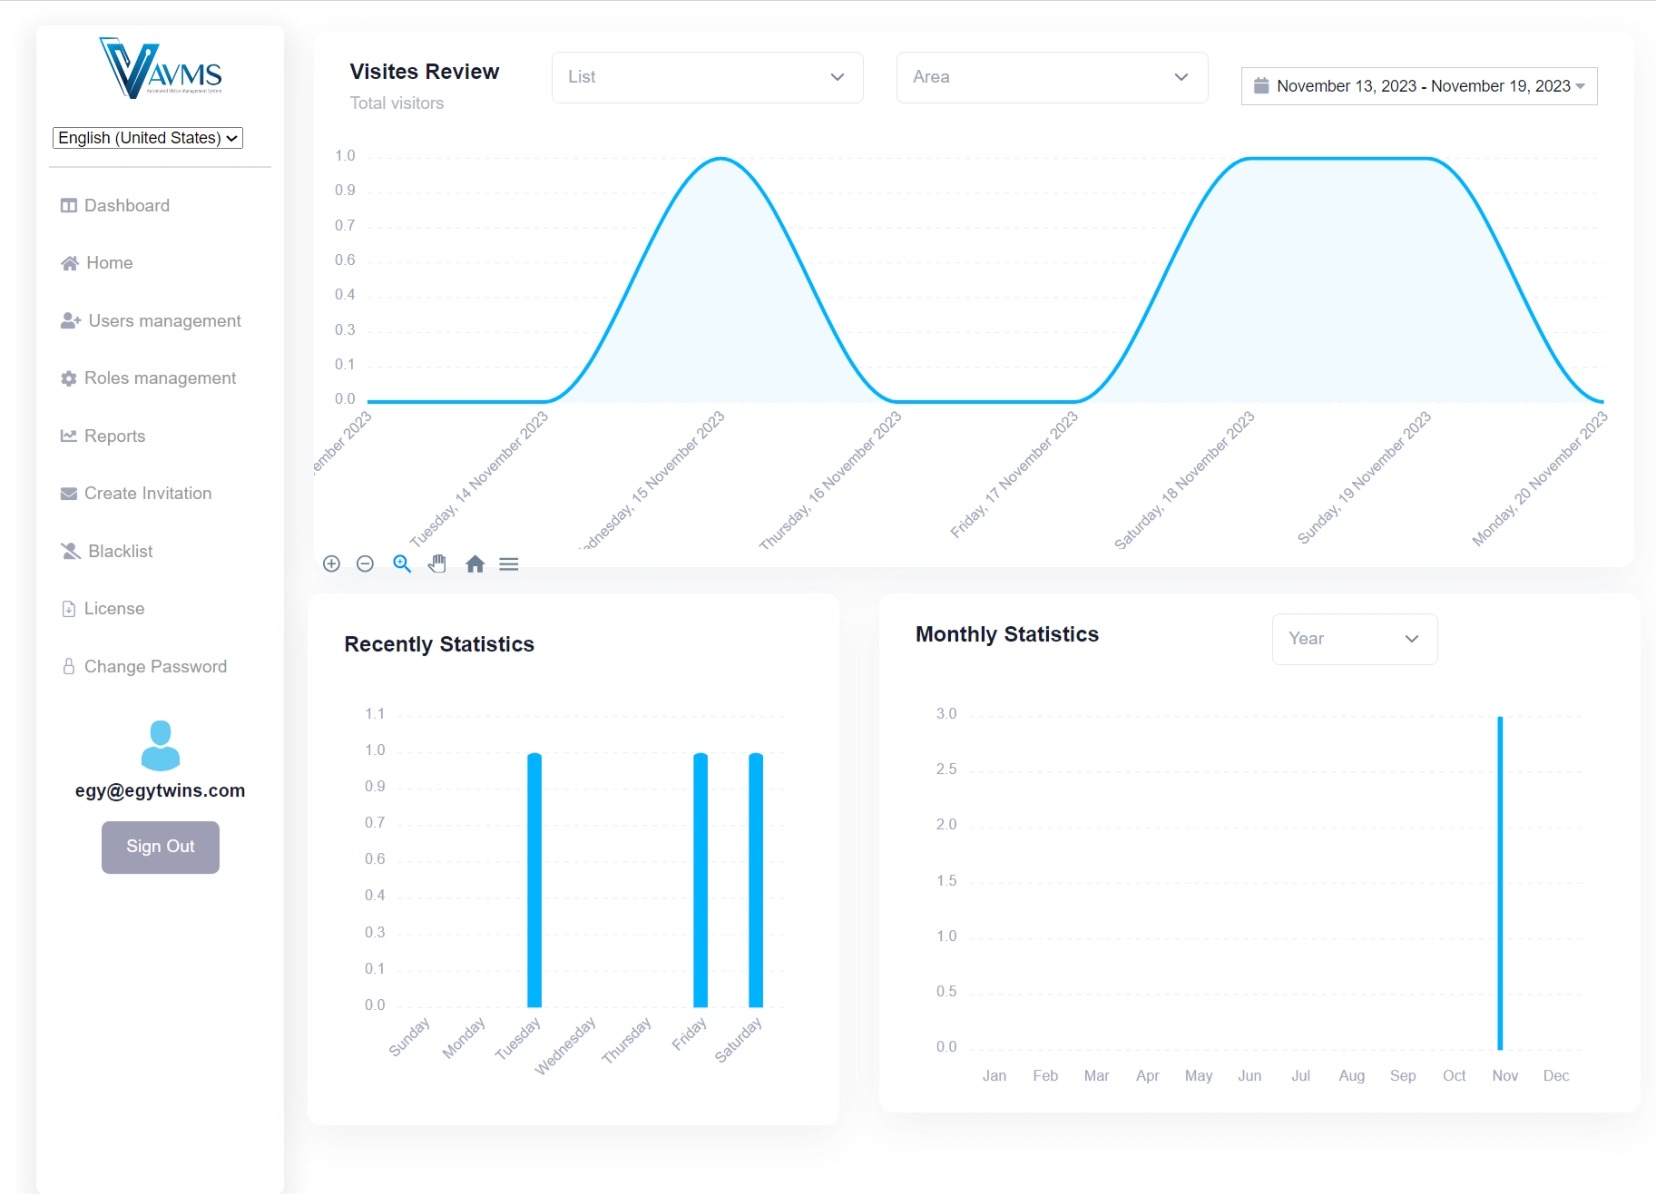 VAVMS
English (United States)
Dashboard
Home
Users management
Roles management
Reports
Create Invitation
Blacklist
License
Change Password
egy@egytwins.com
Sign Out
Visites Review
Total visitors
List
Area
November 13, 2023 - November 19, 2023
1.0
0.9
0.7
0.6
0.4
0.3
0.1
0.0
ember 2023
Tuesday, 14 November 2023
ednesday, 15 November 2023
Thursday, 16 November 2023
Friday, 17 November 2023
Saturday, 18 November 2023
Sunday, 19 November 2023
Monday, 20 November 2023
Recently Statistics
1.1
1.0
0.9
0.7
0.6
0.4
0.3
0.1
0.0
Sunday
Monday
Tuesday
Wednesday
Thursday
Friday
Saturday
Monthly Statistics
Year
3.0
2.5
2.0
1.5
1.0
0.5
0.0
Jan Feb Mar Apr May Jun Jul Aug Sep Oct Nov Dec